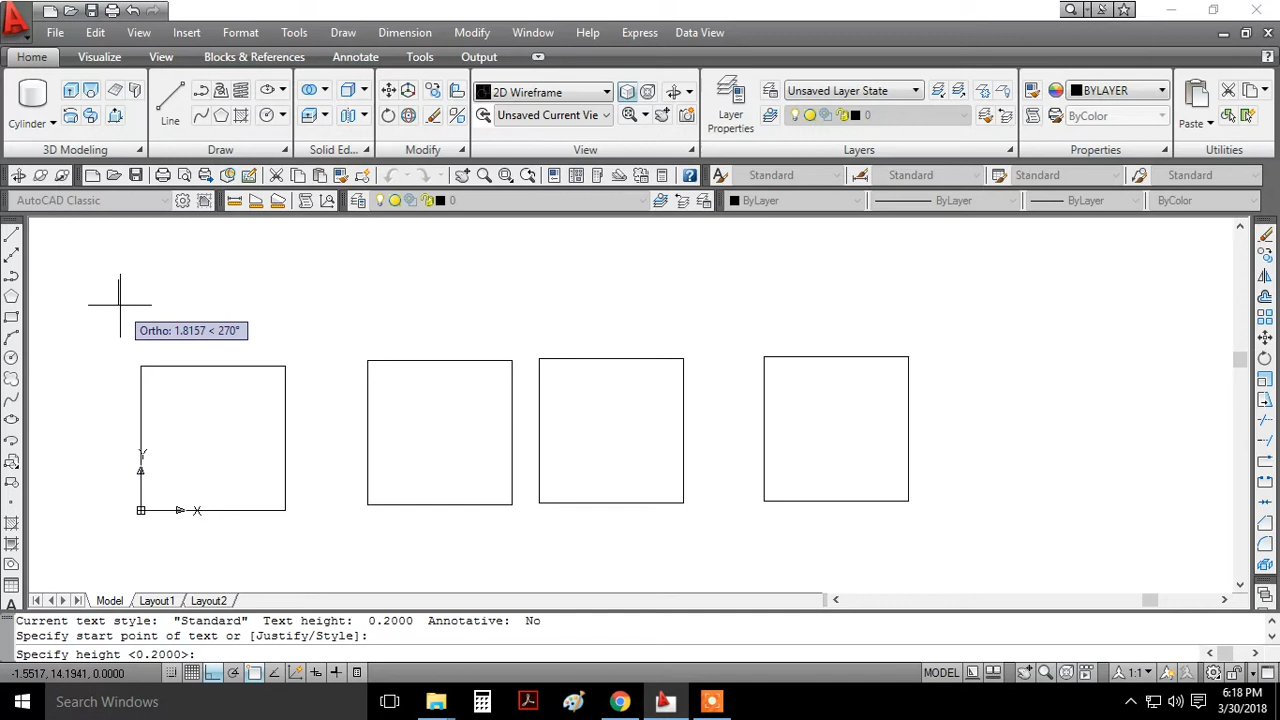 File Edit View Insert Format Tools Draw Dimension Modify Window Help Express Data View
Home Visualize View Blocks & References Annotate Tools Output
2D Wireframe Unsaved Layer State BYLAYER
Cylinder Line Unsaved Current Vie Layer Properties 0 ByColor Paste
3D Modeling Draw Solid Ed... Modify View Layers Properties Utilities
Standard Standard Standard Standard
AutoCAD Classic 0 ByLayer ByLayer ByLayer ByColor
Ortho: 1.8157 < 270°
Y
X
Model Layout1 Layout2
Current text style: "Standard" Text height: 0.2000 Annotative: No
Specify start point of text or [Justify/Style]:
Specify height <0.2000>:
-1.5517, 14.1941, 0.0000 MODEL 1:1
Search Windows
6:18 PM
3/30/2018